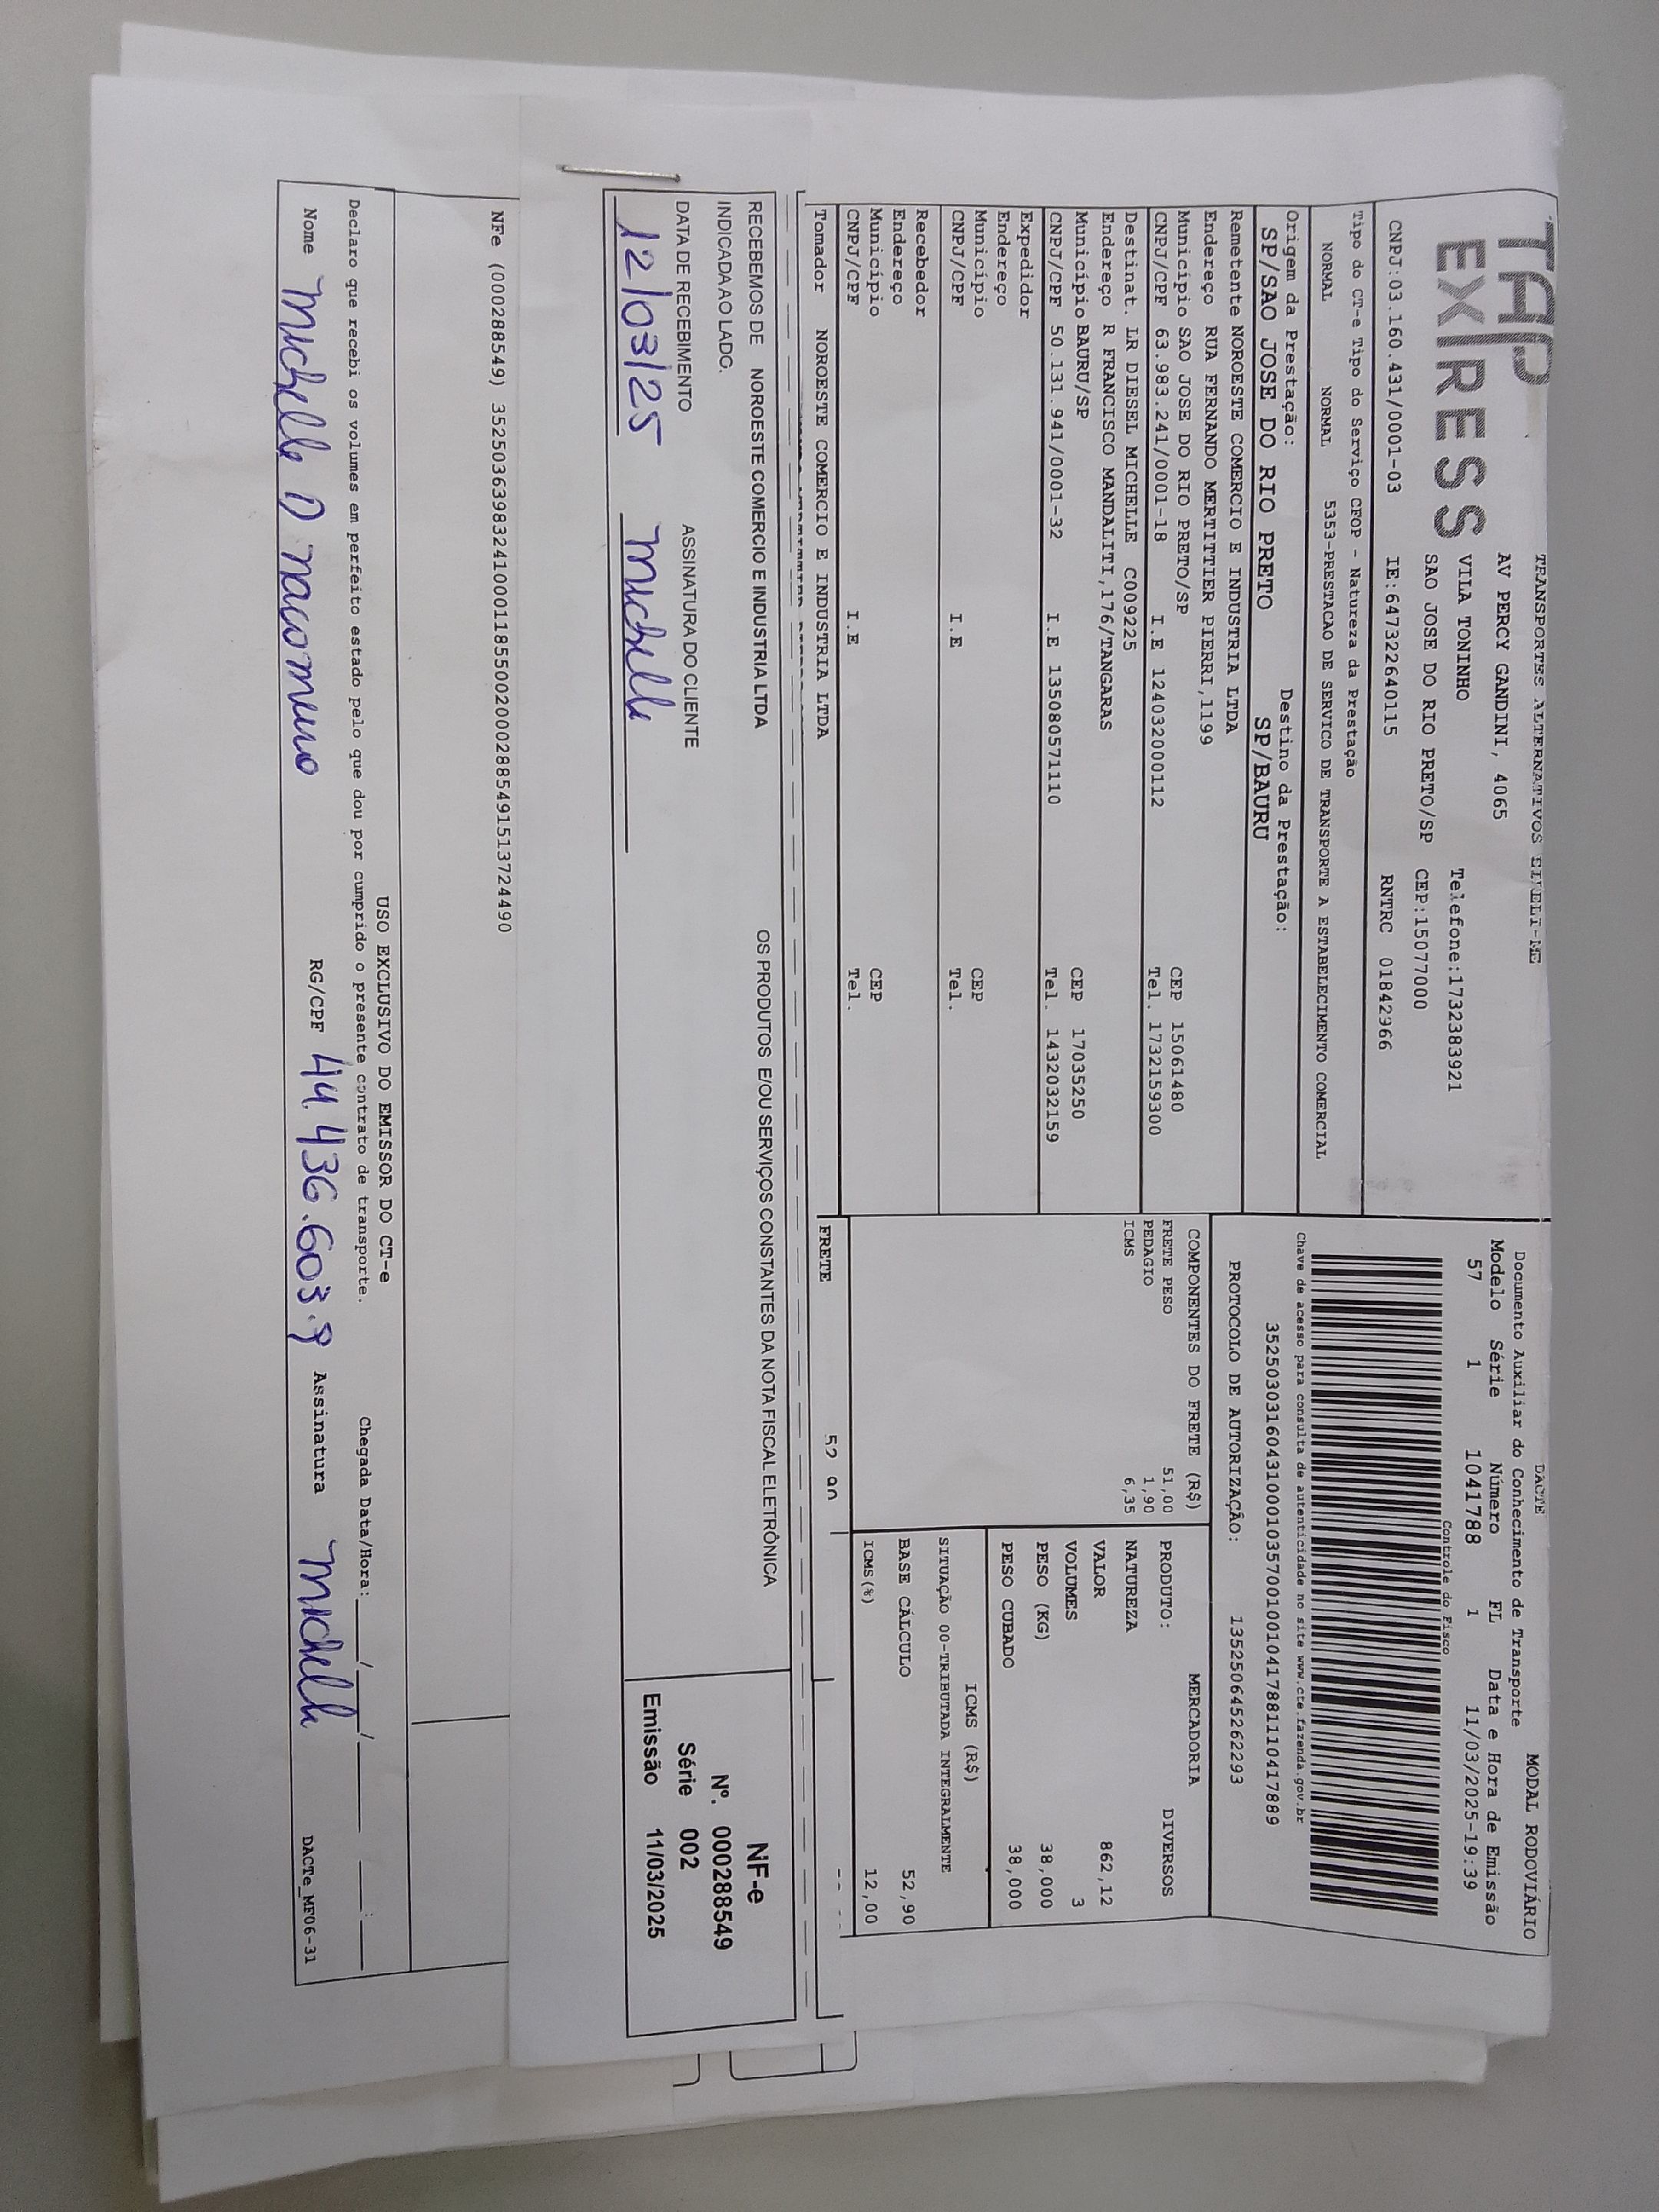 TAP EXPRESS
TRANSPORTES ALTERNATIVOS EIRELI-ME
AV PERCY GANDINI, 4065
VILA TONINHO
Telefone:1732383921
SAO JOSE DO RIO PRETO/SP CEP:15077000
CNPJ:03.160.431/0001-03 IE:647322640115 RNTRC 01842966
Tipo do CT-e Tipo do Serviço CFOP - Natureza da Prestação
NORMAL NORMAL 5353-PRESTACAO DE SERVICO DE TRANSPORTE A ESTABELECIMENTO COMERCIAL
Origem da Prestação: Destino da Prestação:
SP/SAO JOSE DO RIO PRETO SP/BAURU
Remetente NOROESTE COMERCIO E INDUSTRIA LTDA
Endereço RUA FERNANDO MERTITTIER PIERRI,1199
Município SAO JOSE DO RIO PRETO/SP CEP 15061480
CNPJ/CPF 63.983.241/0001-18 I.E 124032000112 Tel. 1732159300
Destinat. LR DIESEL MICHELLE C009225
Endereço R FRANCISCO MANDALITI,176/TANGARAS
Município BAURU/SP CEP 17035250
CNPJ/CPF 50.131.941/0001-32 I.E 135080571110 Tel. 1432032159
Expedidor
Endereço
Município CEP
CNPJ/CPF I.E Tel.
Recebedor
Endereço
Município CEP
CNPJ/CPF I.E Tel.
Tomador NOROESTE COMERCIO E INDUSTRIA LTDA
DACTE MODAL RODOVIÁRIO
Documento Auxiliar do Conhecimento de Transporte
Modelo Série Número FL Data e Hora de Emissão
57 1 1041788 1 11/03/2025-19:39
Controle do Fisco
Chave de acesso para consulta de autenticidade no site www.cte.fazenda.gov.br
35250303160431000103570010010417881110417889
PROTOCOLO DE AUTORIZAÇÃO: 135250645262293
COMPONENTES DO FRETE (R$)
FRETE PESO 51,00
PEDAGIO 1,90
ICMS 6,35
FRETE 52,90
MERCADORIA
PRODUTO: DIVERSOS
NATUREZA
VALOR 862,12
VOLUMES 3
PESO (KG) 38,000
PESO CUBADO 38,000
ICMS (R$)
SITUAÇÃO 00-TRIBUTADA INTEGRALMENTE
BASE CÁLCULO 52,90
ICMS(%) 12,00
RECEBEMOS DE NOROESTE COMERCIO E INDUSTRIA LTDA OS PRODUTOS E/OU SERVIÇOS CONSTANTES DA NOTA FISCAL ELETRÔNICA
INDICADA AO LADO.
DATA DE RECEBIMENTO ASSINATURA DO CLIENTE
12/03/25 Michelle
NF-e
Nº. 000288549
Série 002
Emissão 11/03/2025
NFe (000288549) 35250363983241000118550020002885491513724490
USO EXCLUSIVO DO EMISSOR DO CT-e
Declaro que recebi os volumes em perfeito estado pelo que dou por cumprido o presente contrato de transporte. Chegada Data/Hora: ___/___/___ ___:___
Nome Michelle D RG/CPF 44.436.603.9 Assinatura Michelle
DACTe_MF06-31